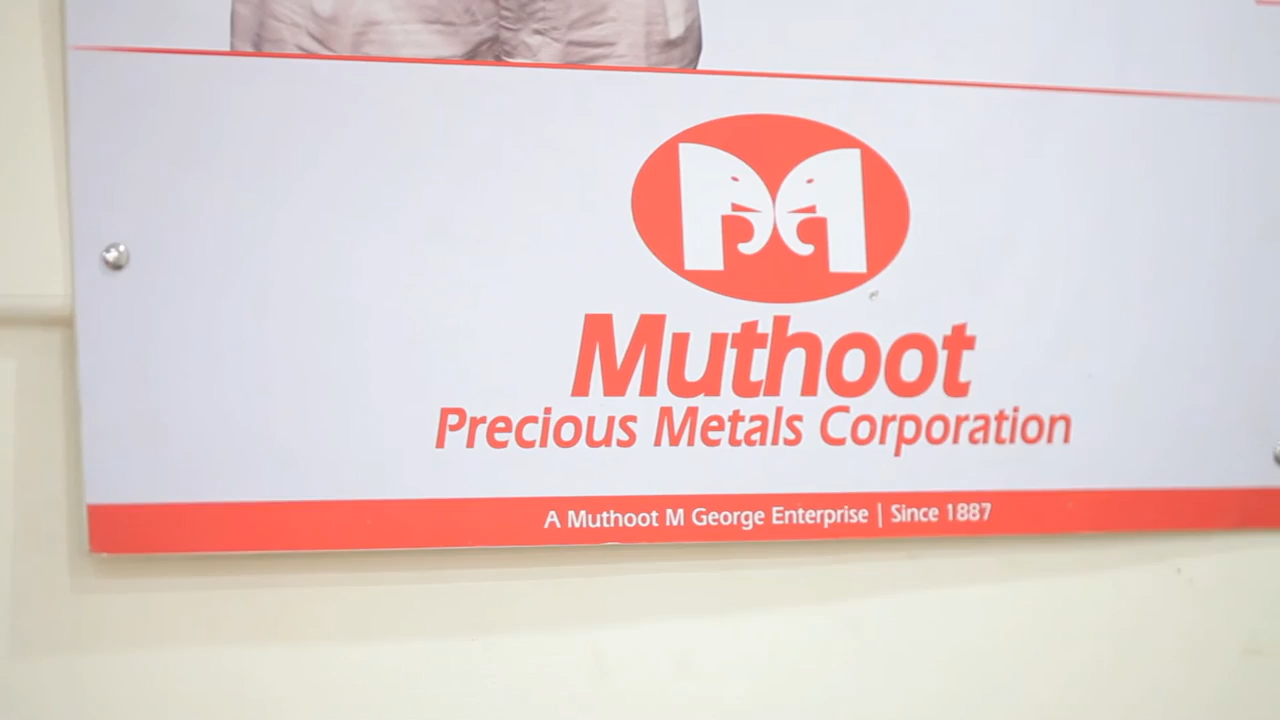 Muthoot
Precious Metals Corporation
A Muthoot M George Enterprise | Since 1887